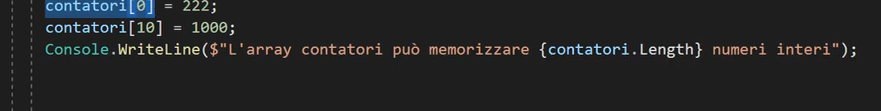 contatori[0] = 222;
contatori[10] = 1000;
Console.WriteLine($"L'array contatori può memorizzare {contatori.Length} numeri interi");